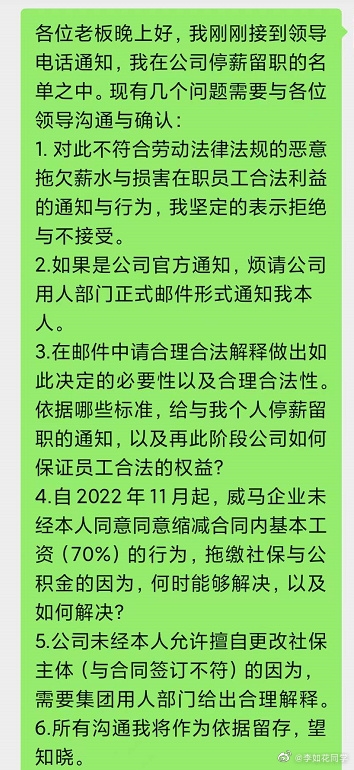 各位老板晚上好，我刚刚接到领导
电话通知，我在公司停薪留职的名
单之中。现有几个问题需要与各位
领导沟通与确认：
1. 对此不符合劳动法律法规的恶意
拖欠薪水与损害在职员工合法利益
的通知与行为，我坚定的表示拒绝
与不接受。
2.如果是公司官方通知，烦请公司
用人部门正式邮件形式通知我本
人。
3.在邮件中请合理合法解释做出如
此决定的必要性以及合理合法性。
依据哪些标准，给与我个人停薪留
职的通知，以及再此阶段公司如何
保证员工合法的权益？
4.自 2022 年 11 月起，威马企业未
经本人同意同意缩减合同内基本工
资（70%）的行为，拖缴社保与公
积金的因为，何时能够解决，以及
如何解决？
5.公司未经本人允许擅自更改社保
主体（与合同签订不符）的因为，
需要集团用人部门给出合理解释。
6.所有沟通我将作为依据留存，望
知晓。
@李如花同学